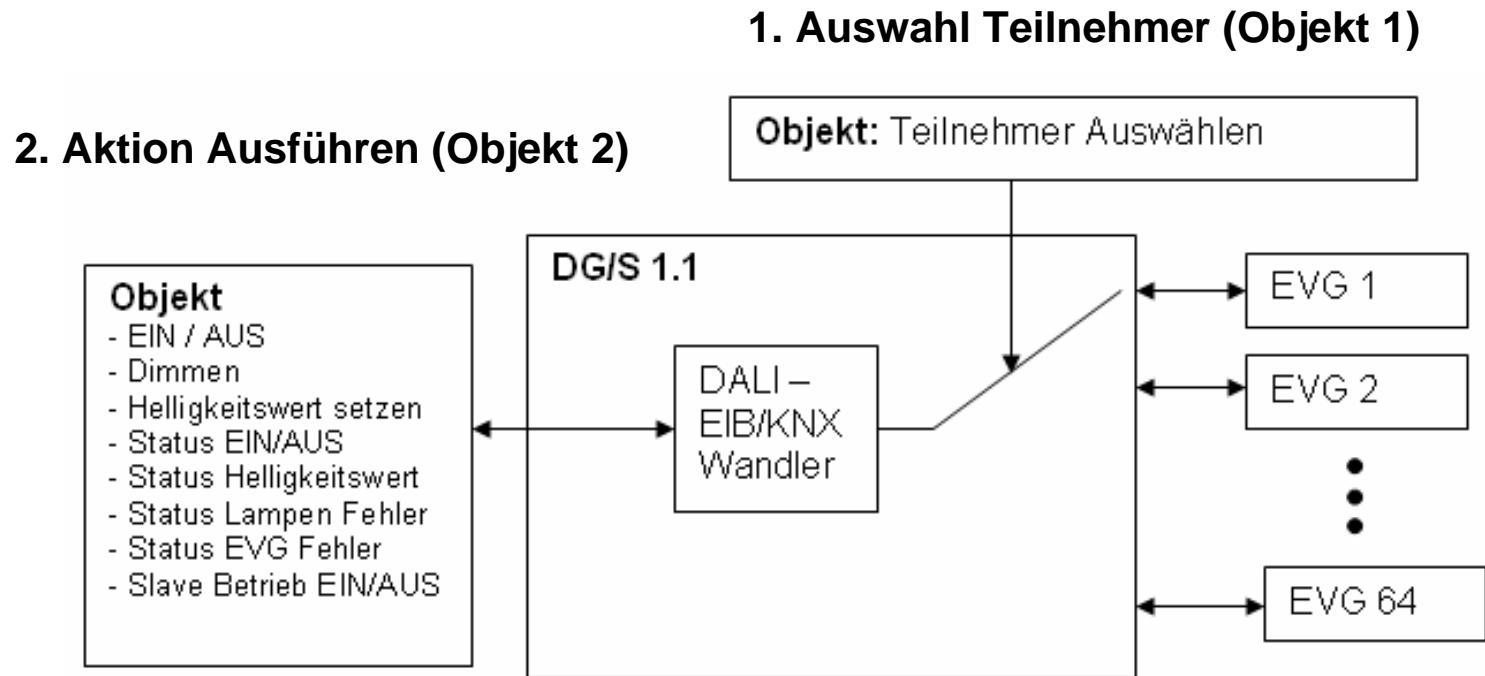 1. Auswahl Teilnehmer (Objekt 1)
Objekt: Teilnehmer Auswählen
2. Aktion Ausführen (Objekt 2)
Objekt
- EIN / AUS
- Dimmen
- Helligkeitswert setzen
- Status EIN/AUS
- Status Helligkeitswert
- Status Lampen Fehler
- Status EVG Fehler
- Slave Betrieb EIN/AUS
DG/S 1.1
DALI –
EIB/KNX
Wandler
EVG 1
EVG 2
EVG 64